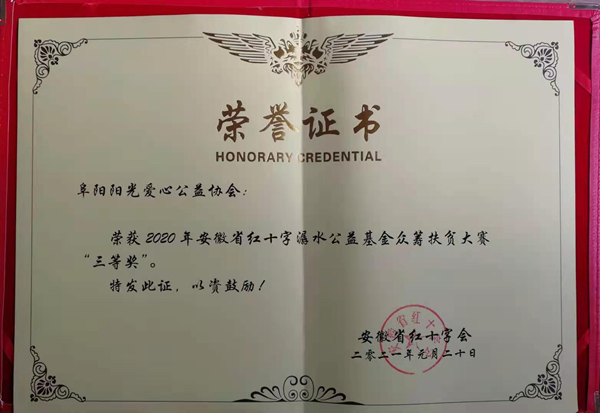 荣誉证书
HONORARY CREDENTIAL
阜阳阳光爱心公益协会：
荣获2020年安徽省红十字潺水公益基金众筹扶贫大赛
“三等奖”。
特发此证，以资鼓励！
安徽省红十字会
二零二一年元月二十日